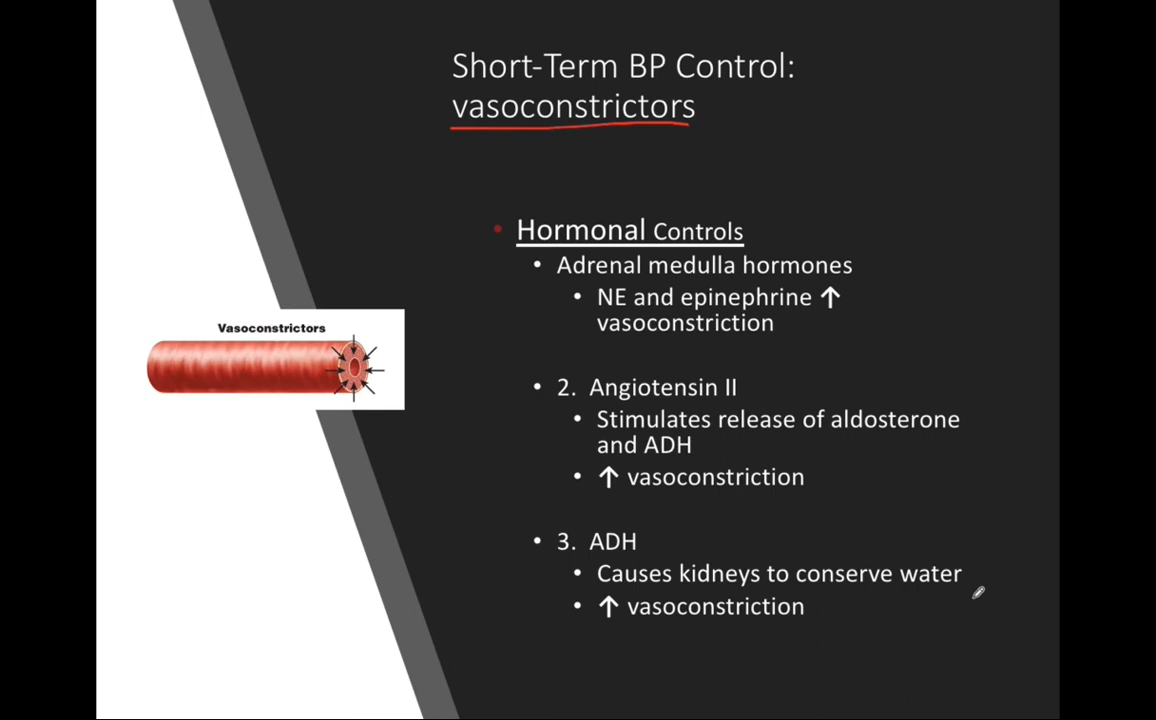 Short-Term BP Control:
vasoconstrictors
• Hormonal Controls
• Adrenal medulla hormones
• NE and epinephrine ↑
vasoconstriction
Vasoconstrictors
• 2. Angiotensin II
• Stimulates release of aldosterone
and ADH
• ↑ vasoconstriction
• 3. ADH
• Causes kidneys to conserve water
• ↑ vasoconstriction